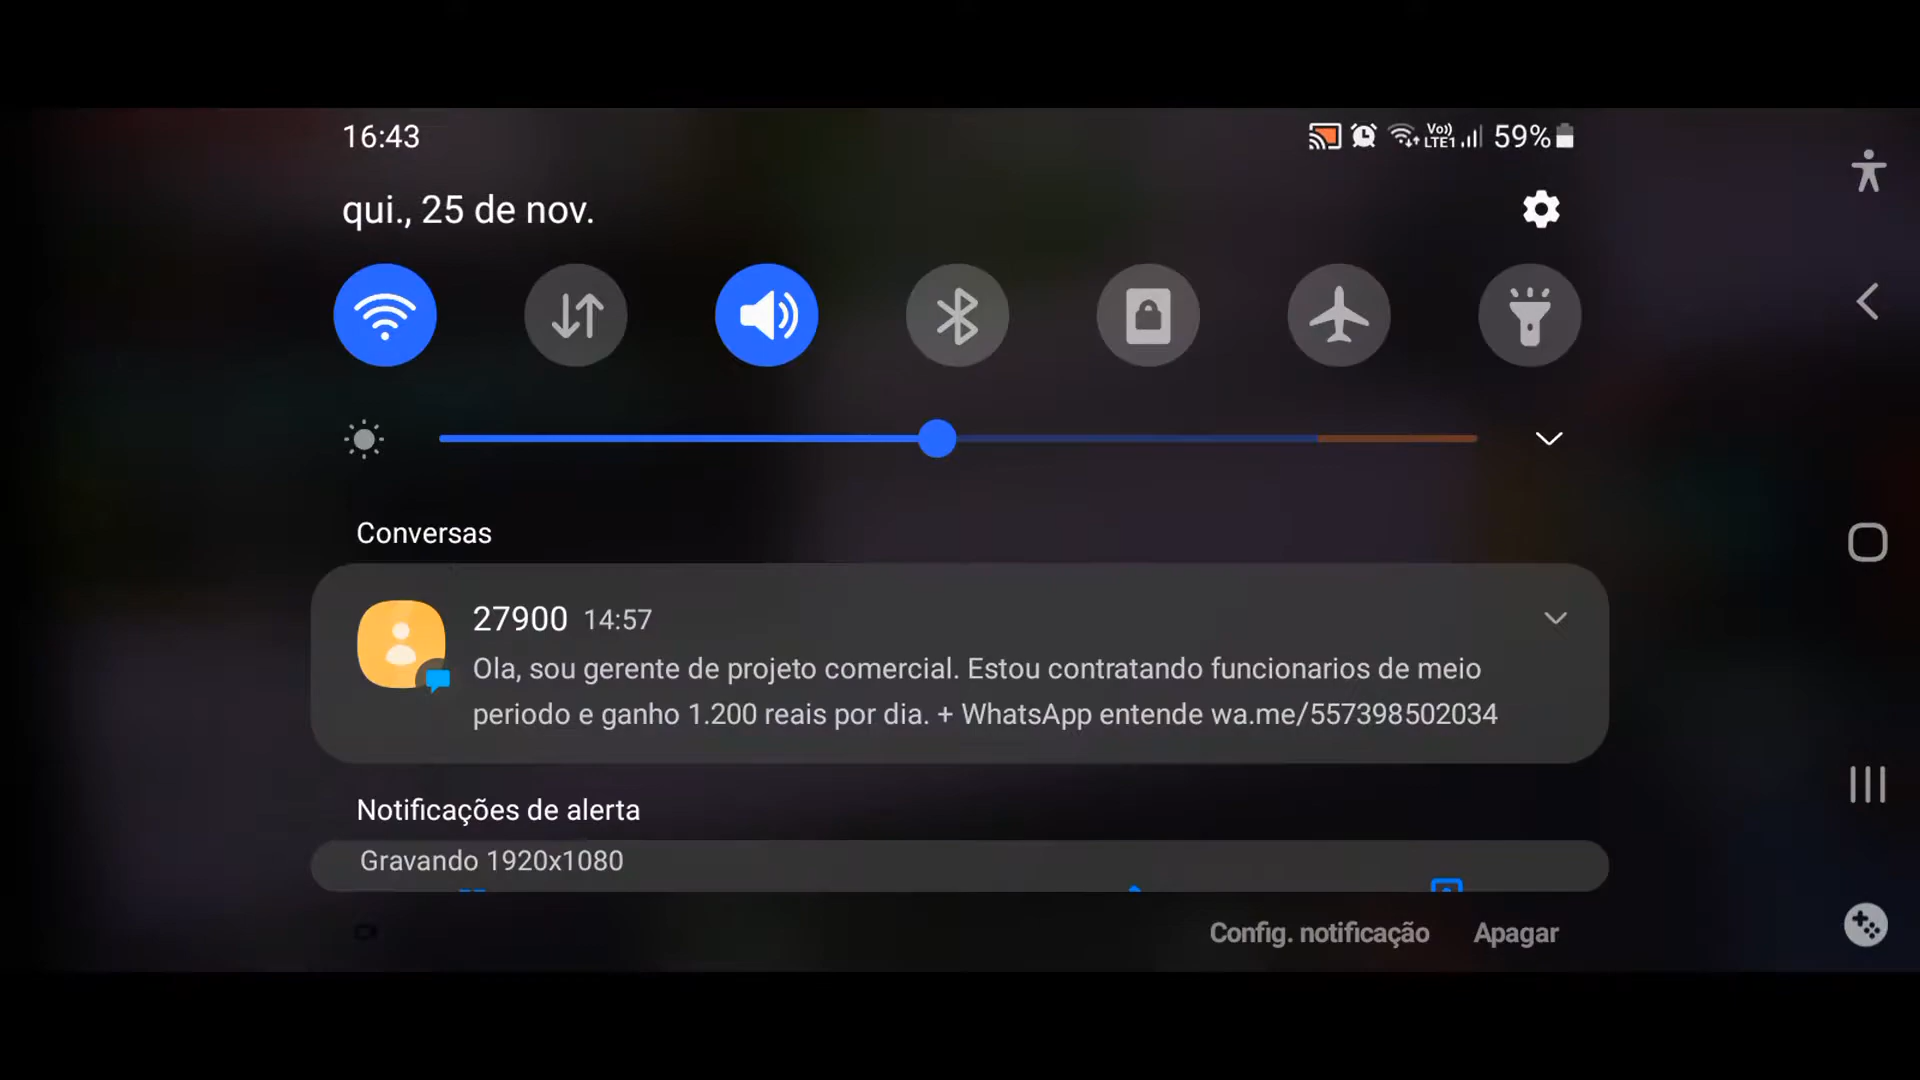 16:43
Vo)) LTE1 59%
qui., 25 de nov.
Conversas
27900 14:57
Ola, sou gerente de projeto comercial. Estou contratando funcionarios de meio
periodo e ganho 1.200 reais por dia. + WhatsApp entende wa.me/557398502034
Notificações de alerta
Gravando 1920x1080
Config. notificação Apagar